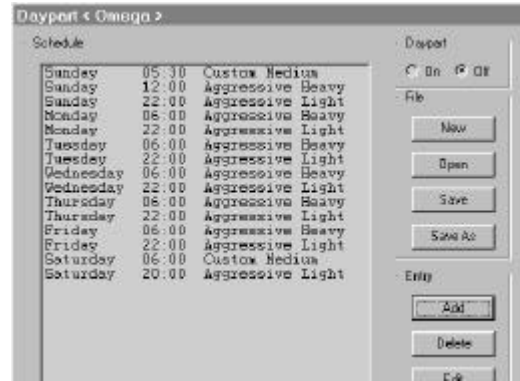 Daypart < Omega >
Schedule
Sunday 05:30 Custom Medium
Sunday 12:00 Aggressive Heavy
Sunday 22:00 Aggressive Light
Monday 06:00 Aggressive Heavy
Monday 22:00 Aggressive Light
Tuesday 06:00 Aggressive Heavy
Tuesday 22:00 Aggressive Light
Wednesday 06:00 Aggressive Heavy
Wednesday 22:00 Aggressive Light
Thursday 06:00 Aggressive Heavy
Thursday 22:00 Aggressive Light
Friday 06:00 Aggressive Heavy
Friday 22:00 Aggressive Light
Saturday 06:00 Custom Medium
Saturday 20:00 Aggressive Light
Daypart
On Off
File
New
Open
Save
Save As
Entry
Add
Delete
Edit